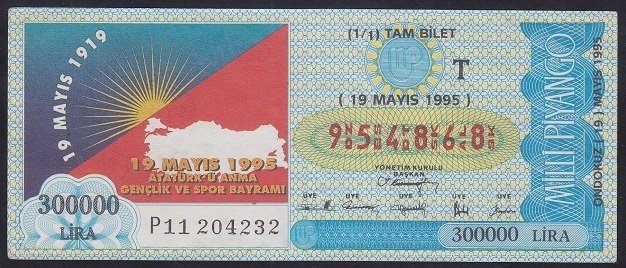 19 MAYIS 1919
19 MAYIS 1995
ATATÜRK'Ü ANMA
GENÇLİK VE SPOR BAYRAMI
300000
LİRA
P11 204232
(1/1) TAM BİLET
T
(19 MAYIS 1995)
954868
YÖNETİM KURULU
BAŞKAN
ÜYE ÜYE ÜYE ÜYE ÜYE
300000 LİRA
MİLLİ PİYANGO
ONDOKUZ (19) MAYIS 1995